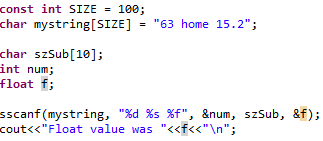 const int SIZE = 100;
char mystring[SIZE] = "63 home 15.2";
char szSub[10];
int num;
float f;
sscanf(mystring, "%d %s %f", &num, szSub, &f);
cout<<"Float value was "<<f<<"\n";